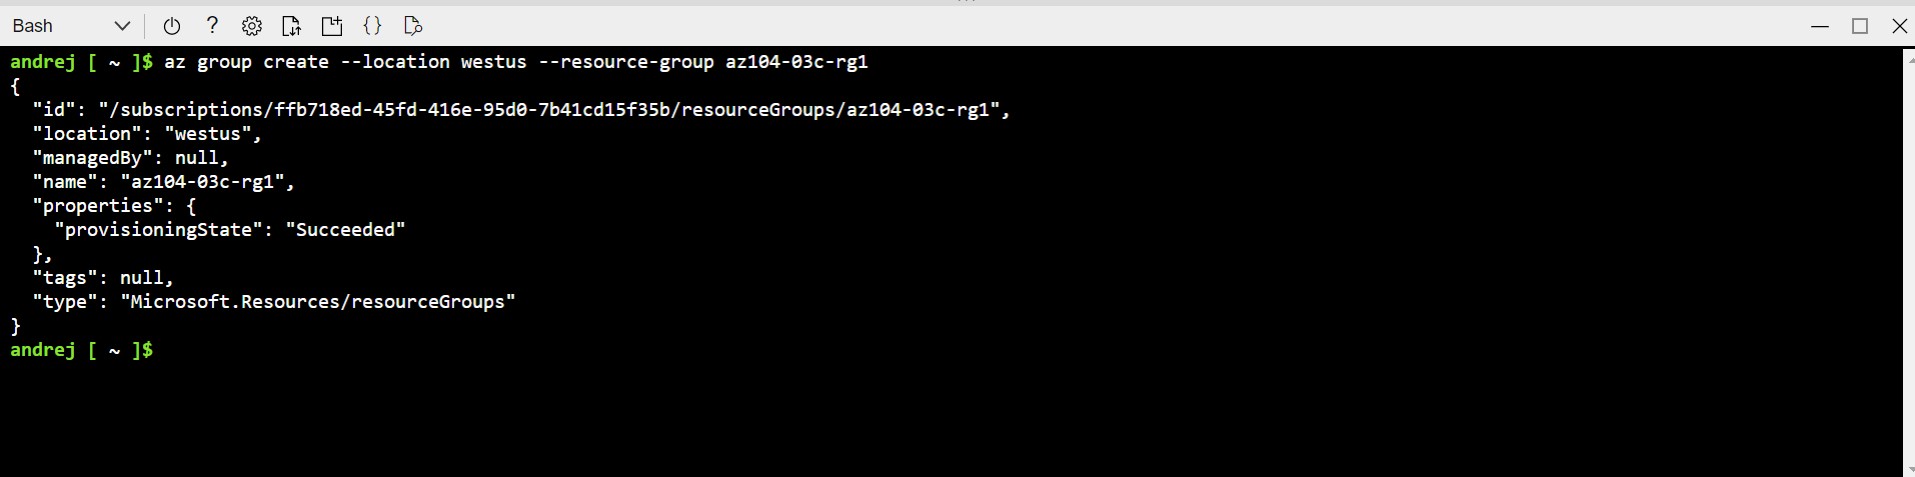 Bash
andrej [ ~ ]$ az group create --location westus --resource-group az104-03c-rg1
{
  "id": "/subscriptions/ffb718ed-45fd-416e-95d0-7b41cd15f35b/resourceGroups/az104-03c-rg1",
  "location": "westus",
  "managedBy": null,
  "name": "az104-03c-rg1",
  "properties": {
    "provisioningState": "Succeeded"
  },
  "tags": null,
  "type": "Microsoft.Resources/resourceGroups"
}
andrej [ ~ ]$